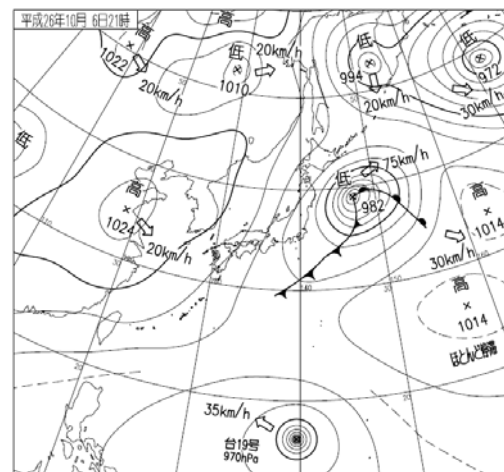 平成26年10月 6日21時
高
1022
20km/h
低
1010
20km/h
低
994
20km/h
972
30km/h
低
高
1024
20km/h
低
982
75km/h
高
1014
30km/h
高
1014
ほとんど停滞
35km/h
台19号
970hPa